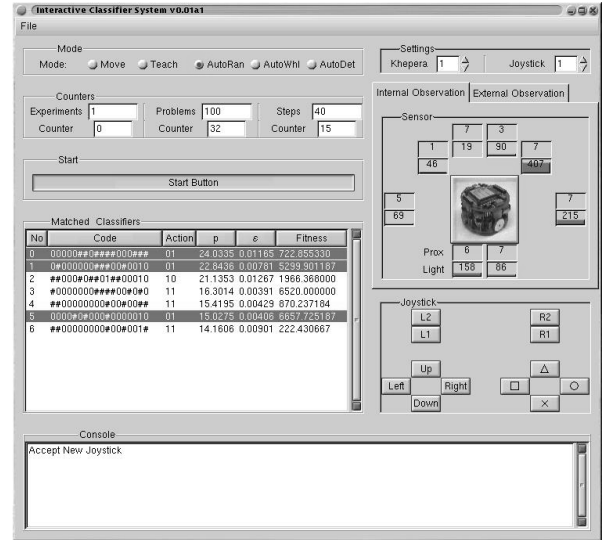 Interactive Classifier System v0.01a1
File
Mode
Mode: Move Teach AutoRan AutoWhl AutoDet
Settings
Khepera 1 Joystick 1
Counters
Experiments 1 Problems 100 Steps 40
Counter 0 Counter 32 Counter 15
Start
Start Button
Internal Observation External Observation
Sensor
7 3
1 19 90 7
46 407
5 7
69 215
Prox 6 7
Light 158 86
Matched Classifiers
No Code Action p ε Fitness
0 00000##0####000### 01 24.0335 0.01165 722.855330
1 0#000000###00#0010 01 22.8436 0.00781 5299.901187
2 ##000#0##01##00010 10 21.1353 0.01267 1966.368000
3 #0000000####00#0#0 11 16.3014 0.00391 6520.000000
4 ##00000000#00#00## 11 15.4195 0.00429 870.237184
5 0000#0#000#0000010 01 15.0275 0.00406 6657.725187
6 ##00000000#00#001# 11 14.1606 0.00901 222.430667
Joystick
L2 R2
L1 R1
Up △
Left Right □ ○
Down ×
Console
Accept New Joystick